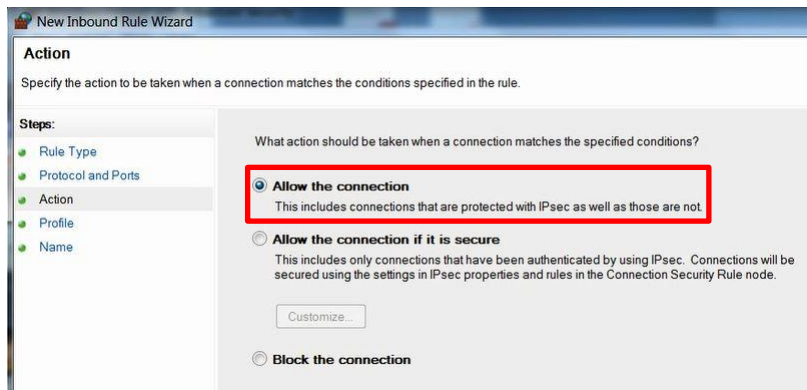 New Inbound Rule Wizard
Action
Specify the action to be taken when a connection matches the conditions specified in the rule.
Steps:
Rule Type
Protocol and Ports
Action
Profile
Name
What action should be taken when a connection matches the specified conditions?
Allow the connection
This includes connections that are protected with IPsec as well as those are not.
Allow the connection if it is secure
This includes only connections that have been authenticated by using IPsec. Connections will be
secured using the settings in IPsec properties and rules in the Connection Security Rule node.
Customize...
Block the connection